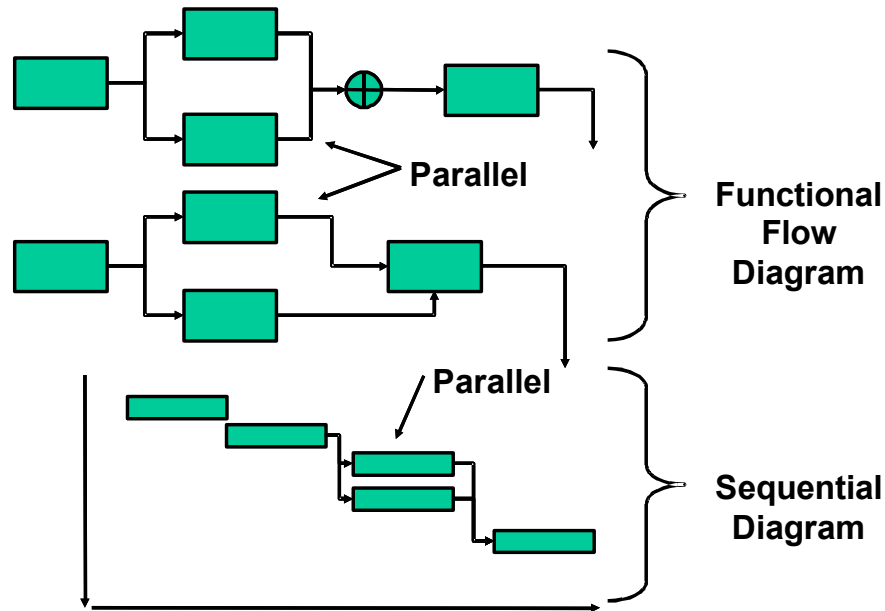 Parallel
Functional
Flow
Diagram
Parallel
Sequential
Diagram